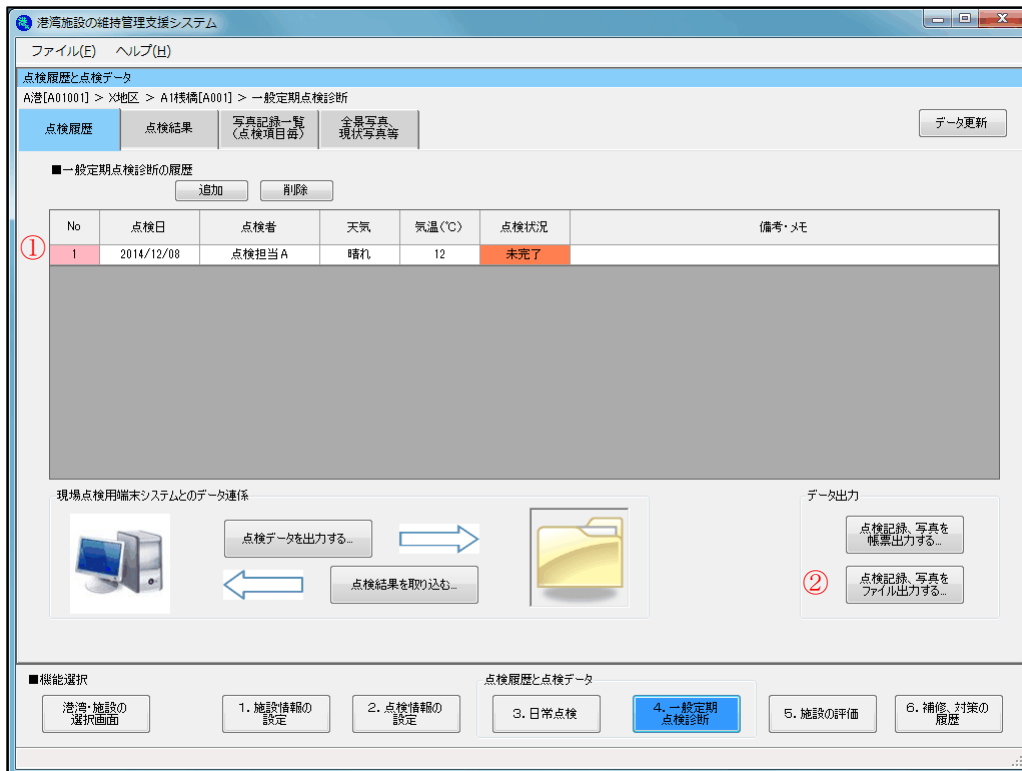 港湾施設の維持管理支援システム
ファイル(F) ヘルプ(H)
点検履歴と点検データ
A港[A01001] > X地区 > A1桟橋[A001] > 一般定期点検診断
点検履歴 点検結果 写真記録一覧 全景写真、 データ更新
(点検項目毎) 現状写真等
■一般定期点検診断の履歴
追加 削除
No 点検日 点検者 天気 気温(℃) 点検状況 備考・メモ
① 1 2014/12/08 点検担当A 晴れ 12 未完了
現場点検用端末システムとのデータ連係 データ出力
点検データを出力する... 点検記録、写真を
帳票出力する...
点検結果を取り込む... ② 点検記録、写真を
ファイル出力する...
■機能選択 点検履歴と点検データ
港湾・施設の 1. 施設情報の 2. 点検情報の 3. 日常点検 4. 一般定期 5. 施設の評価 6. 補修、対策の
選択画面 設定 設定 点検診断 履歴